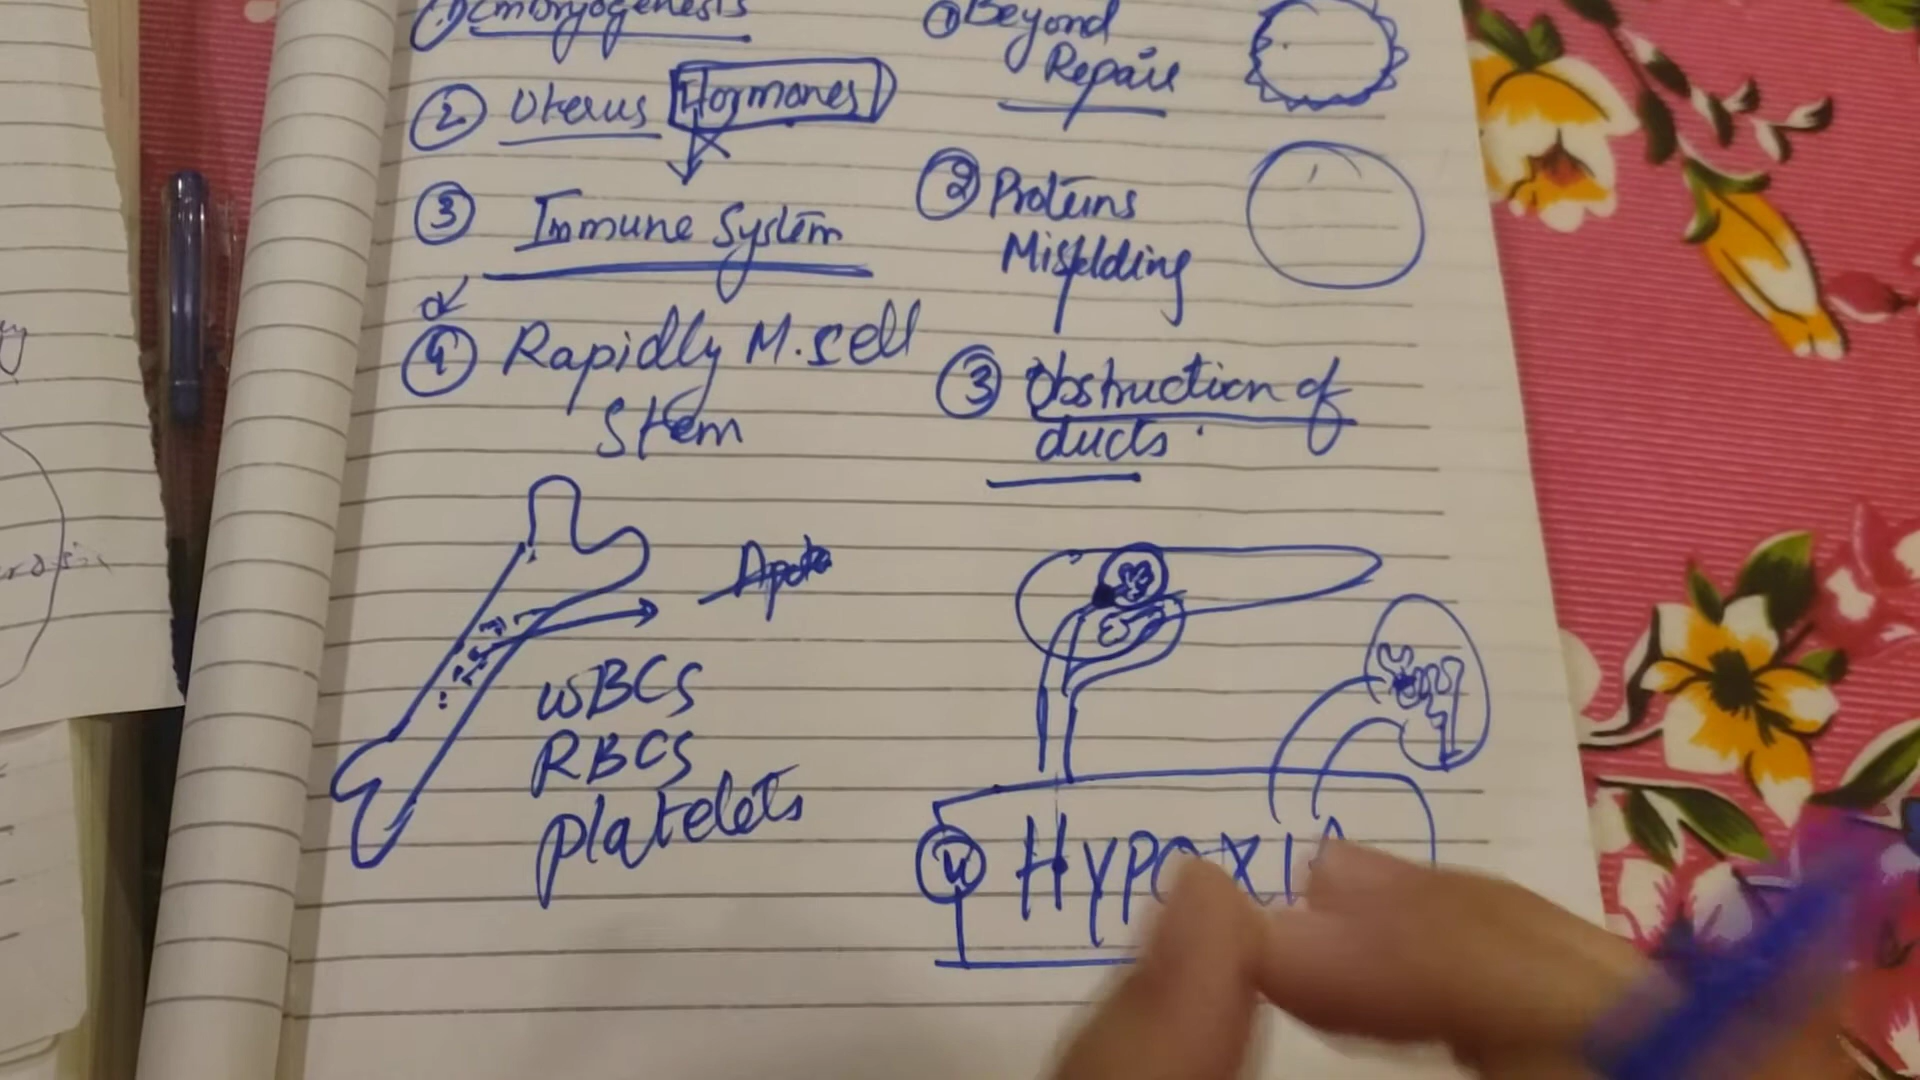 ① Embryogenesis
② Uterus Hormones
③ Immune System
④ Rapidly M. cell
Stem
Apoto
WBCS
RBCS
Platelets
① Beyond
Repair
② Proteins
Misfolding
③ Obstruction of
ducts
④ HYPOXIA